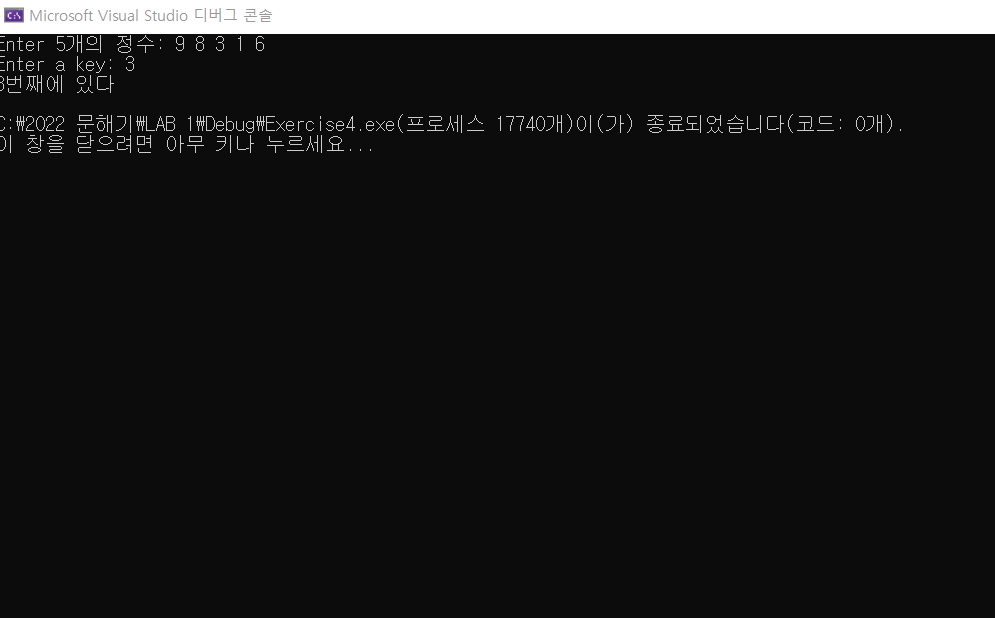 Microsoft Visual Studio 디버그 콘솔
Enter 5개의 정수: 9 8 3 1 6
Enter a key: 3
3번째에 있다
C:\2022 문해기\LAB 1\Debug\Exercise4.exe(프로세스 17740개)이(가) 종료되었습니다(코드: 0개).
이 창을 닫으려면 아무 키나 누르세요...